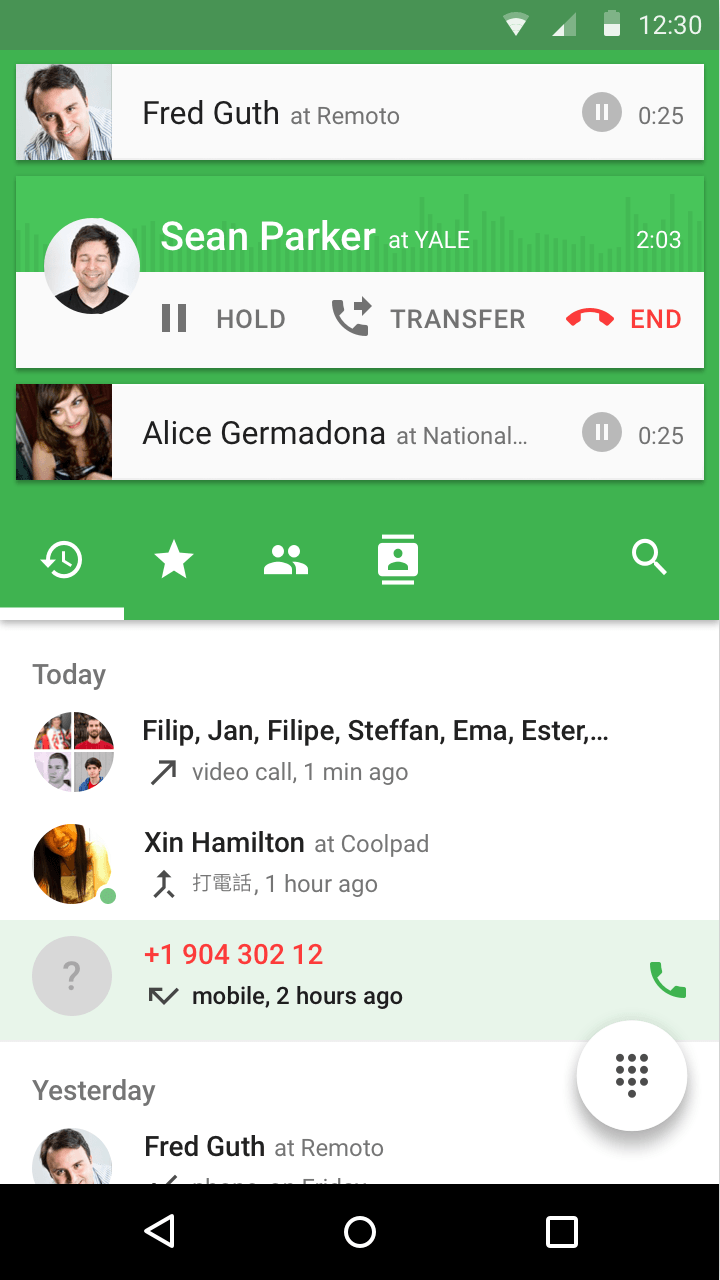 12:30
Fred Guth at Remoto 0:25
Sean Parker at YALE 2:03
HOLD TRANSFER END
Alice Germadona at National… 0:25
Today
Filip, Jan, Filipe, Steffan, Ema, Ester,…
video call, 1 min ago
Xin Hamilton at Coolpad
打電話, 1 hour ago
?
+1 904 302 12
mobile, 2 hours ago
Yesterday
Fred Guth at Remoto
phone, on Friday